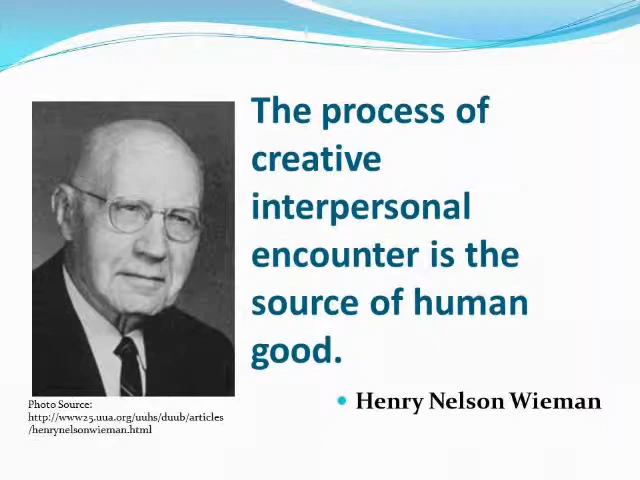 The process of
creative
interpersonal
encounter is the
source of human
good.
Henry Nelson Wieman
Photo Source:
http://www25.uua.org/uuhs/duub/articles
/henrynelsonwieman.html